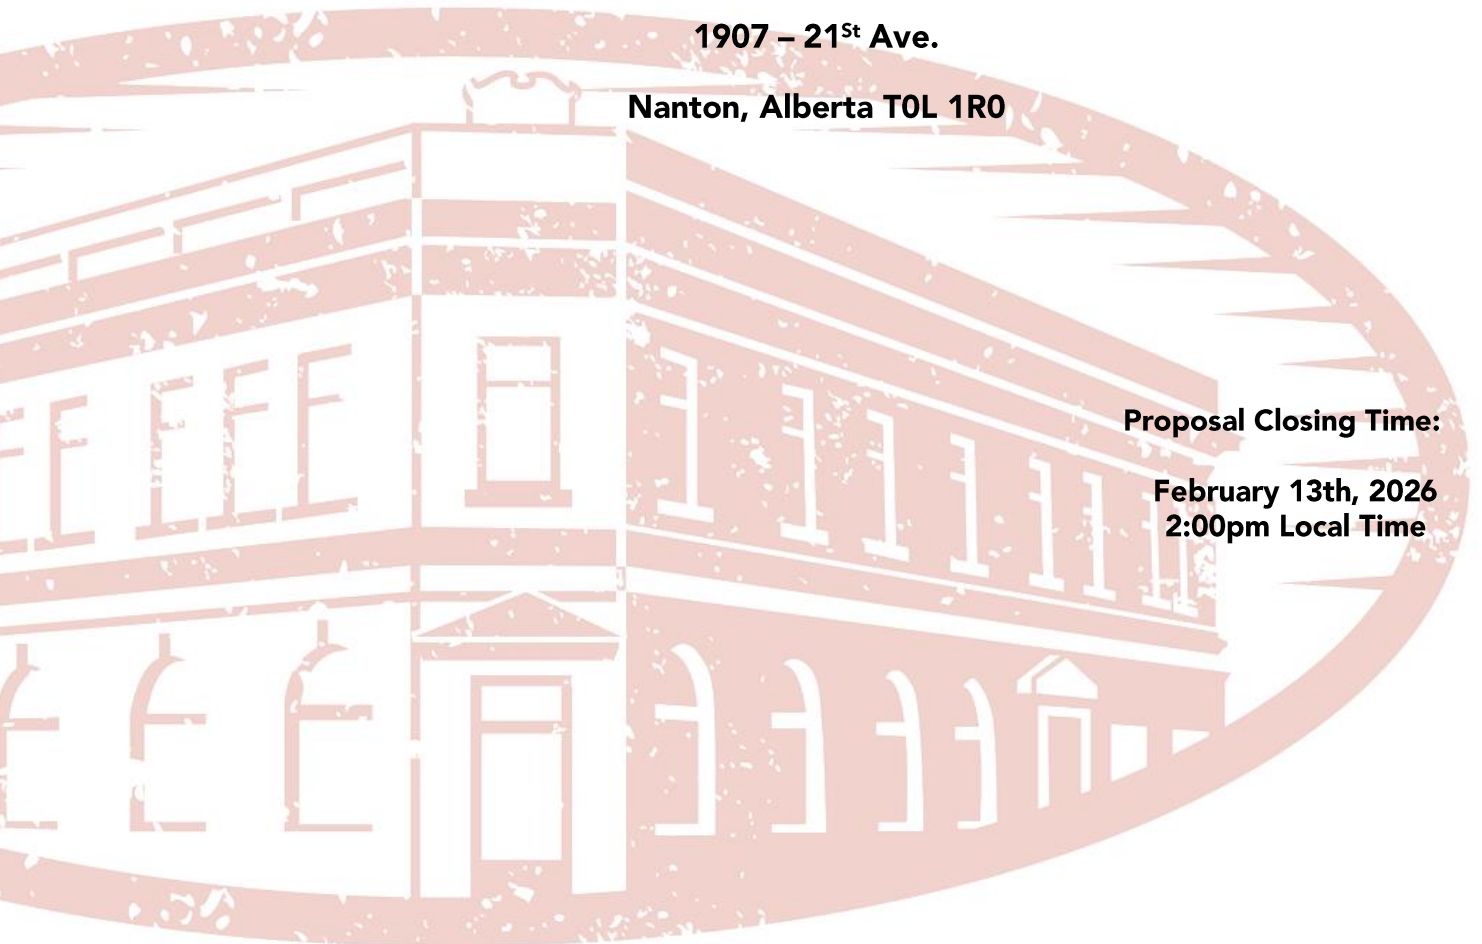 1907 – 21St Ave.
Nanton, Alberta T0L 1R0
Proposal Closing Time:
February 13th, 2026
2:00pm Local Time